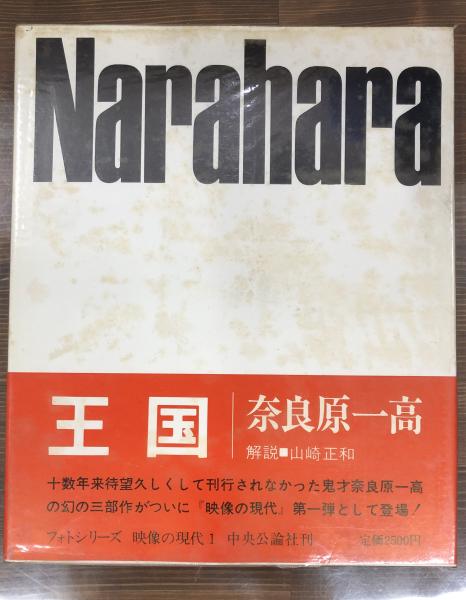 Narahara
王国
奈良原一高
解説■山崎正和
十数年来待望久しくして刊行されなかった鬼才奈良原一高
の幻の三部作がついに『映像の現代』第一弾として登場!
フォトシリーズ 映像の現代1 中央公論社刊 定価2500円